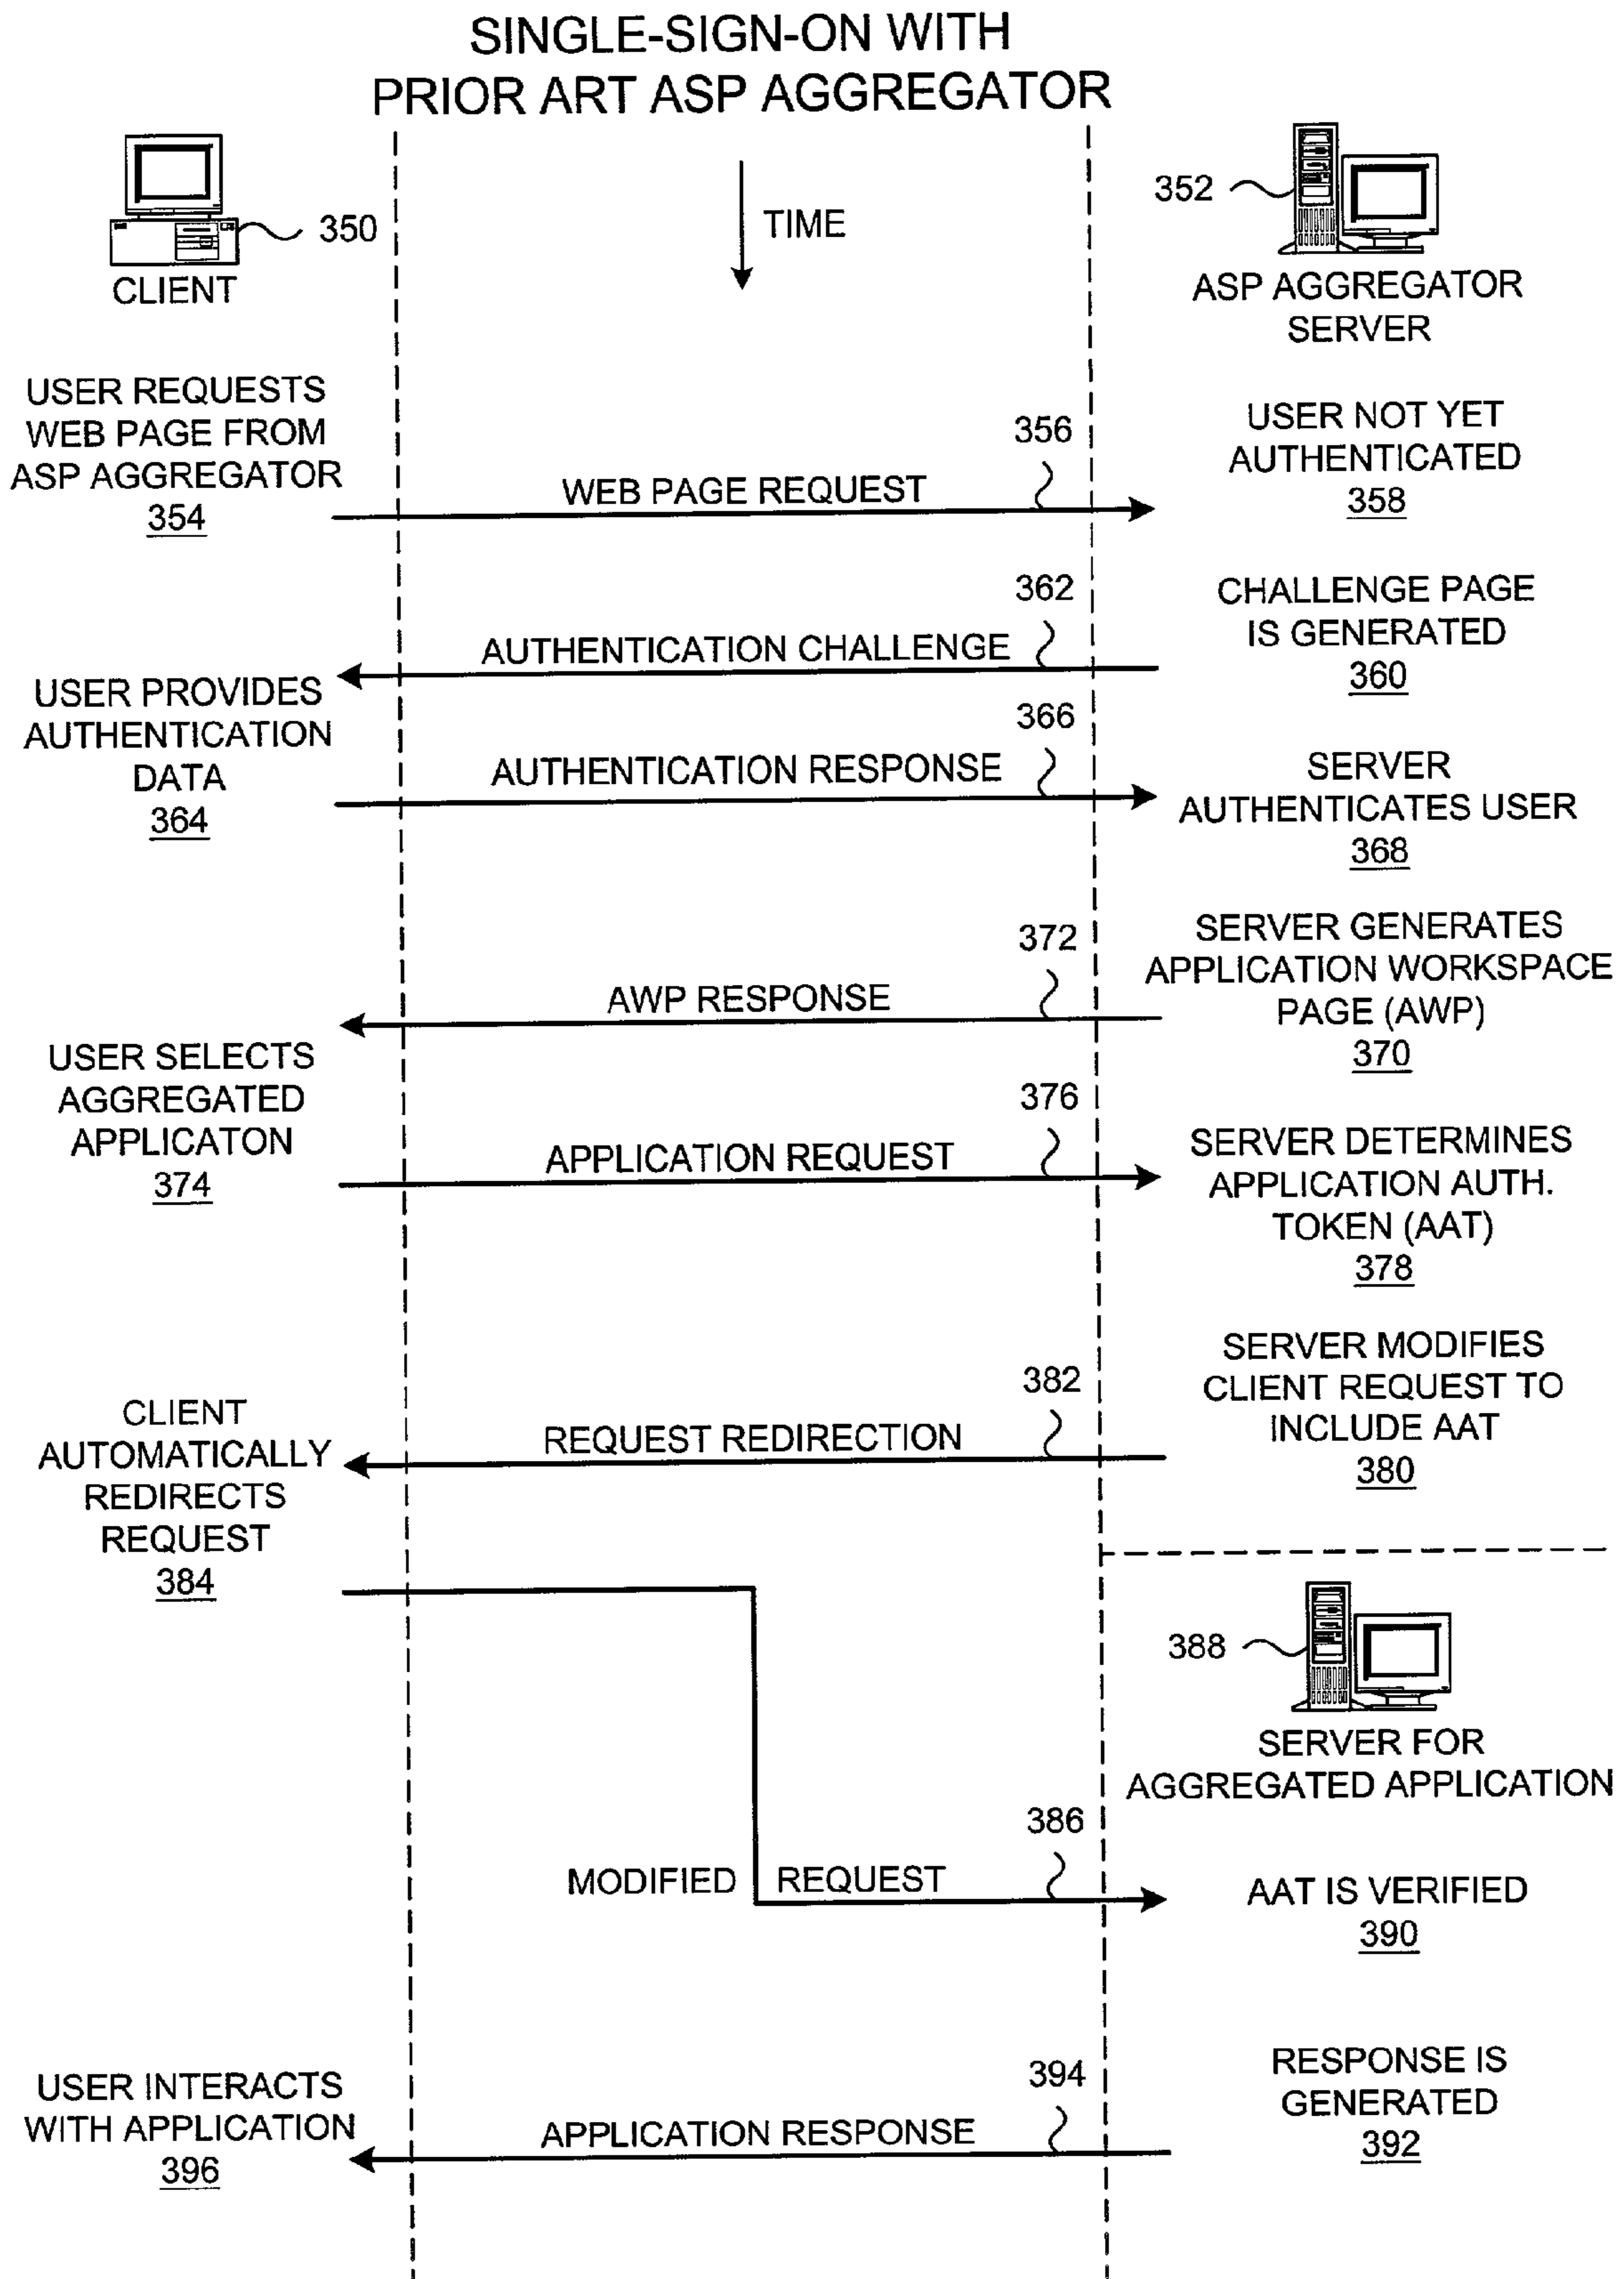 SINGLE-SIGN-ON WITH
PRIOR ART ASP AGGREGATOR
350
CLIENT
TIME
352
ASP AGGREGATOR
SERVER
USER REQUESTS
WEB PAGE FROM
ASP AGGREGATOR
354
WEB PAGE REQUEST
356
USER NOT YET
AUTHENTICATED
358
CHALLENGE PAGE
IS GENERATED
360
362
AUTHENTICATION CHALLENGE
USER PROVIDES
AUTHENTICATION
DATA
364
366
AUTHENTICATION RESPONSE
SERVER
AUTHENTICATES USER
368
SERVER GENERATES
APPLICATION WORKSPACE
PAGE (AWP)
370
372
AWP RESPONSE
USER SELECTS
AGGREGATED
APPLICATON
374
376
APPLICATION REQUEST
SERVER DETERMINES
APPLICATION AUTH.
TOKEN (AAT)
378
SERVER MODIFIES
CLIENT REQUEST TO
INCLUDE AAT
380
382
REQUEST REDIRECTION
CLIENT
AUTOMATICALLY
REDIRECTS
REQUEST
384
388
SERVER FOR
AGGREGATED APPLICATION
386
MODIFIED REQUEST
AAT IS VERIFIED
390
RESPONSE IS
GENERATED
392
394
APPLICATION RESPONSE
USER INTERACTS
WITH APPLICATION
396